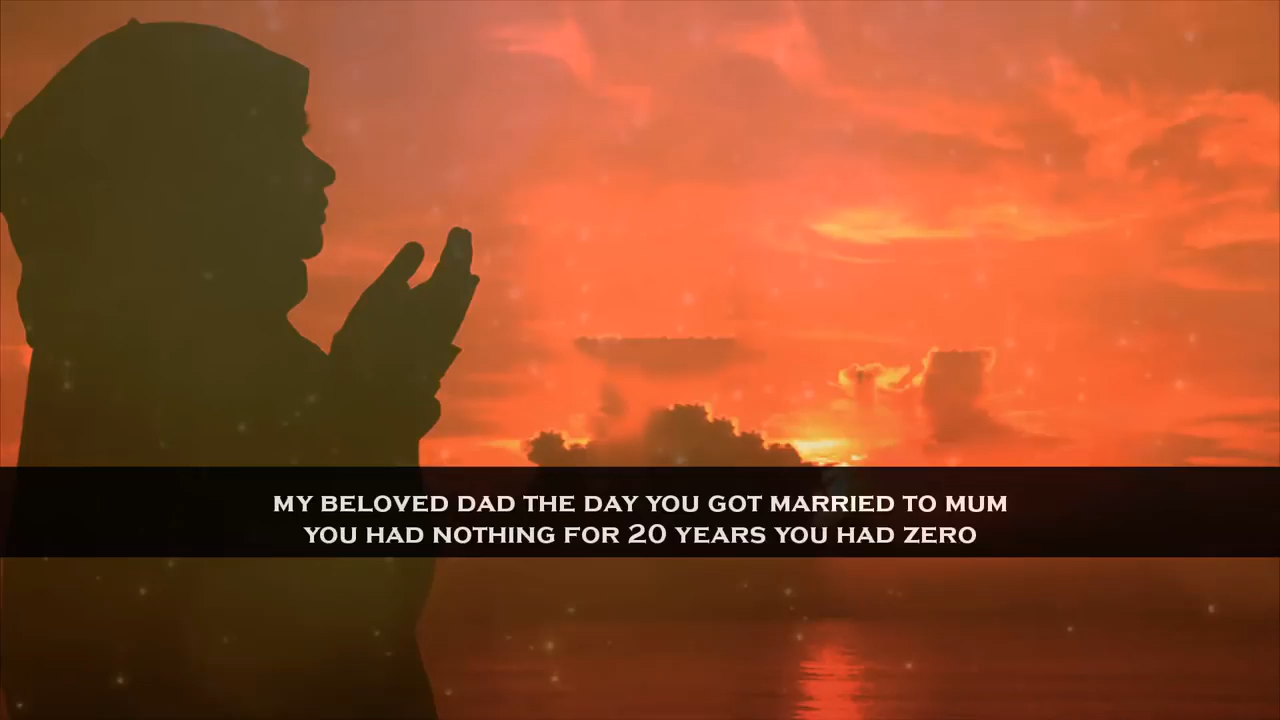 MY BELOVED DAD THE DAY YOU GOT MARRIED TO MUM
YOU HAD NOTHING FOR 20 YEARS YOU HAD ZERO